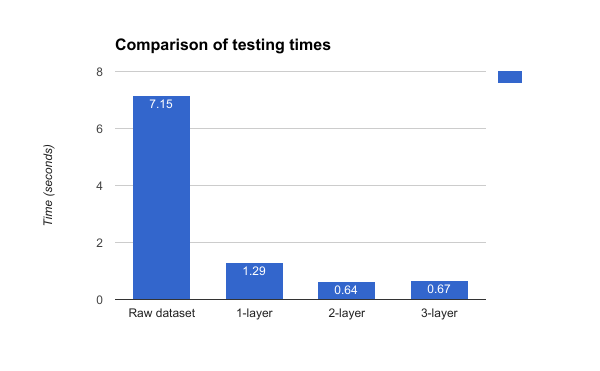 Comparison of testing times
8
6
4
2
0
Time (seconds)
7.15
1.29
0.64
0.67
Raw dataset
1-layer
2-layer
3-layer